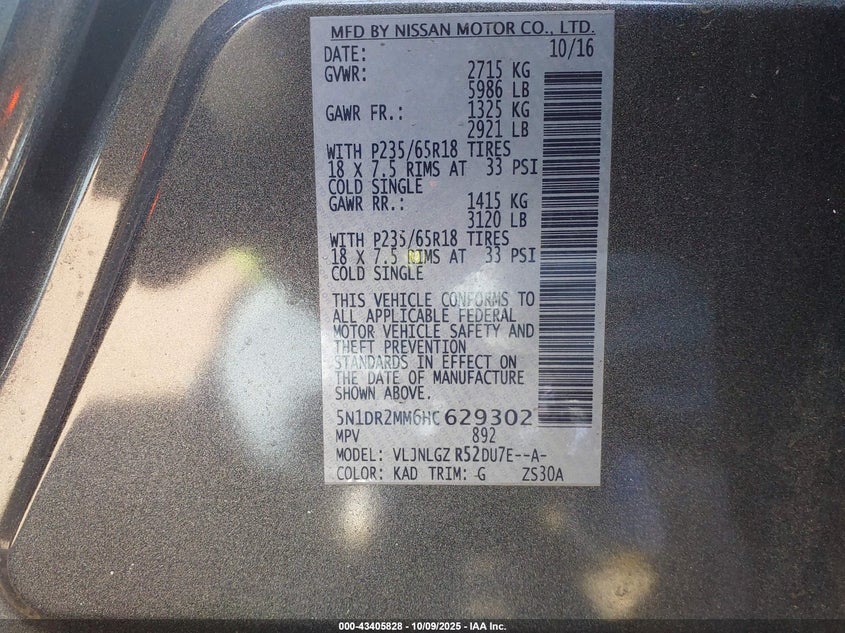 MFD BY NISSAN MOTOR CO., LTD.
DATE: 10/16
GVWR: 2715 KG
5986 LB
GAWR FR.: 1325 KG
2921 LB
WITH P235/65R18 TIRES
18 X 7.5 RIMS AT 33 PSI
COLD SINGLE
GAWR RR.: 1415 KG
3120 LB
WITH P235/65R18 TIRES
18 X 7.5 RIMS AT 33 PSI
COLD SINGLE
THIS VEHICLE CONFORMS TO
ALL APPLICABLE FEDERAL
MOTOR VEHICLE SAFETY AND
THEFT PREVENTION
STANDARDS IN EFFECT ON
THE DATE OF MANUFACTURE
SHOWN ABOVE.
5N1DR2MM6HC629302
MPV 892
MODEL: VLJNLGZ R52DU7E--A-
COLOR: KAD TRIM: G ZS30A
000-43405828 - 10/09/2025 - IAA Inc.